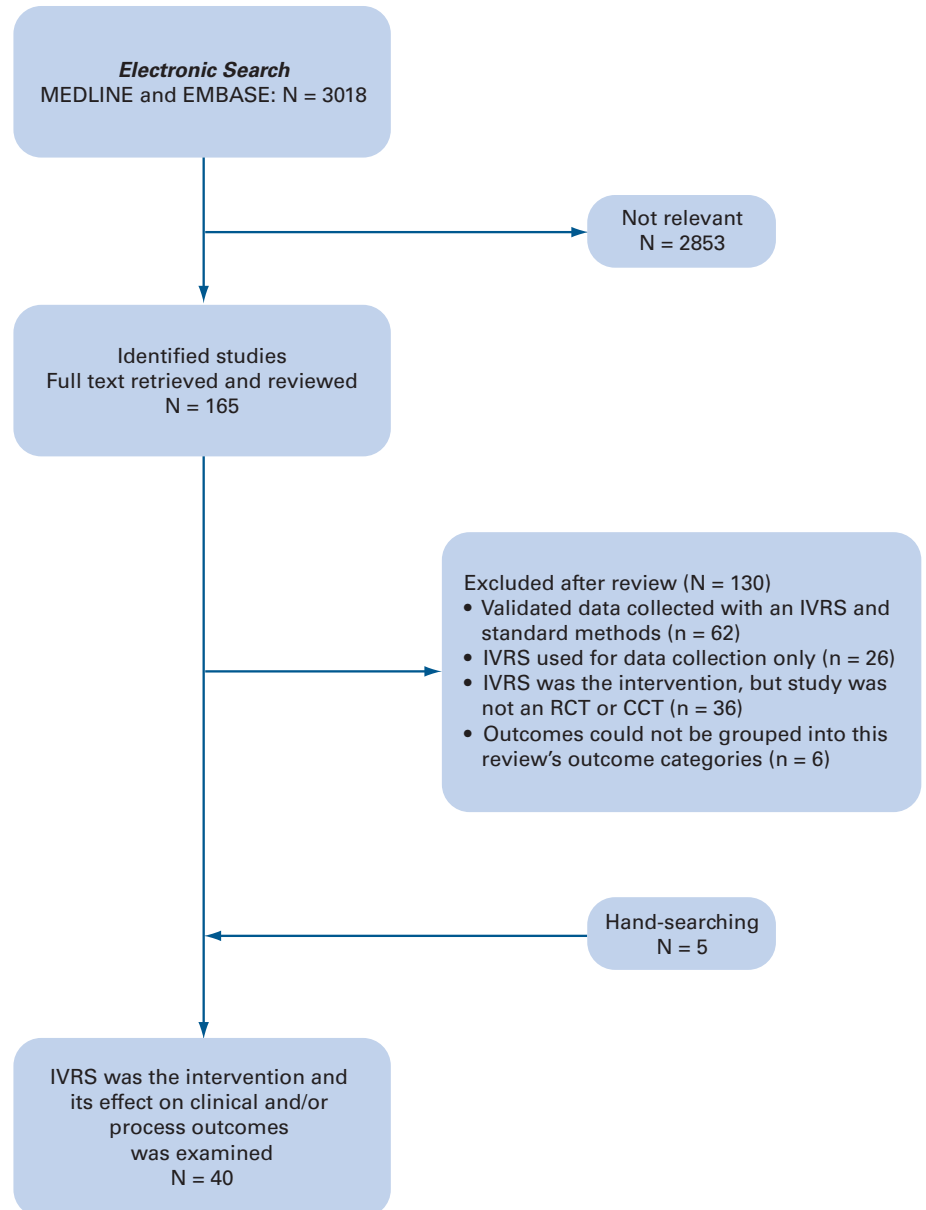 Electronic Search
MEDLINE and EMBASE: N = 3018
Not relevant
N = 2853
Identified studies
Full text retrieved and reviewed
N = 165
Excluded after review (N = 130)
• Validated data collected with an IVRS and
standard methods (n = 62)
• IVRS used for data collection only (n = 26)
• IVRS was the intervention, but study was
not an RCT or CCT (n = 36)
• Outcomes could not be grouped into this
review's outcome categories (n = 6)
Hand-searching
N = 5
IVRS was the intervention and
its effect on clinical and/or
process outcomes
was examined
N = 40